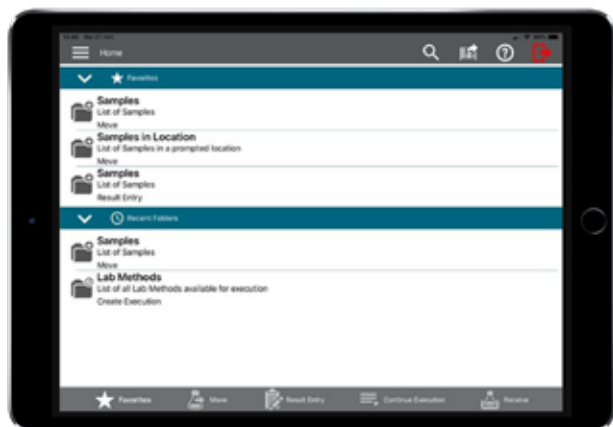 Home
Favorites
Samples
List of Samples
Move
Samples in Location
List of Samples in a prompted location
Move
Samples
List of Samples
Result Entry
Recent Folders
Samples
List of Samples
Move
Lab Methods
List of all Lab Methods available for execution
Create Execution
Favorites Move Result Entry Continue Execution Receive